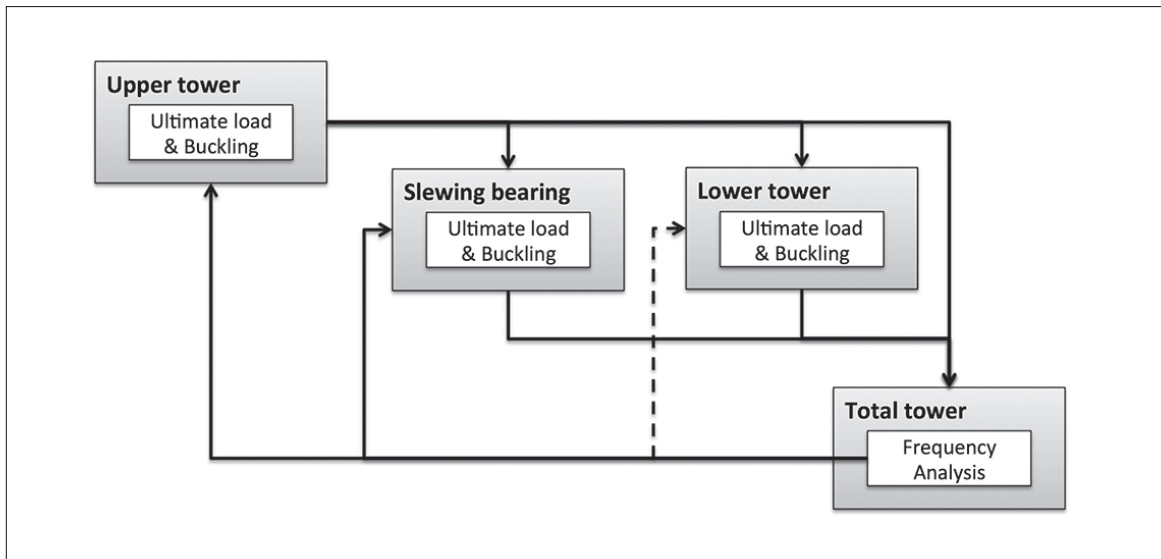 Upper tower
Ultimate load
& Buckling
Slewing bearing
Ultimate load
& Buckling
Lower tower
Ultimate load
& Buckling
Total tower
Frequency
Analysis